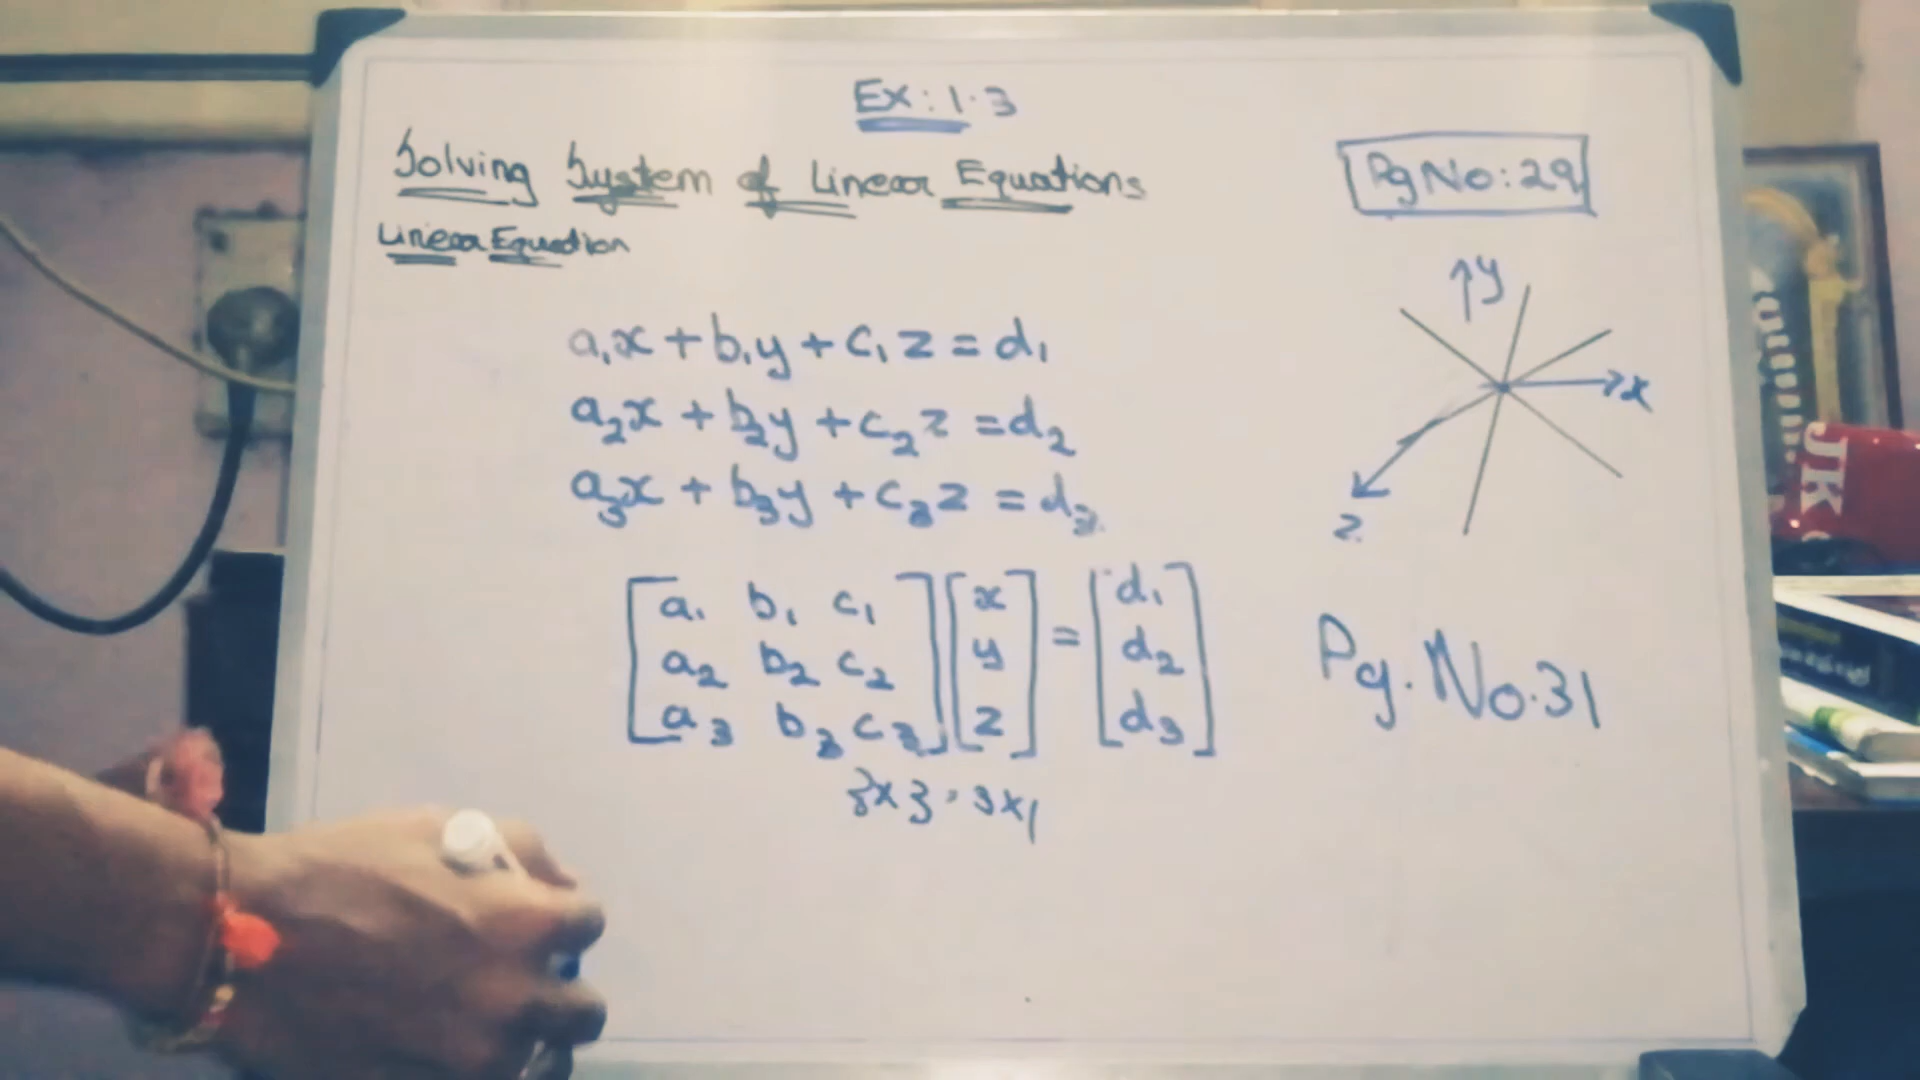 Ex: 1.3
Solving System of Linear Equations
Pg No: 29
Linear Equation
a₁x + b₁y + c₁z = d₁
a₂x + b₂y + c₂z = d₂
a₃x + b₃y + c₃z = d₃
y
x
z
[a₁ b₁ c₁] [x] = [d₁]
[a₂ b₂ c₂] [y] [d₂]
[a₃ b₃ c₃] [z] [d₃]
3x3 · 3x1
Pg. No. 31
JK